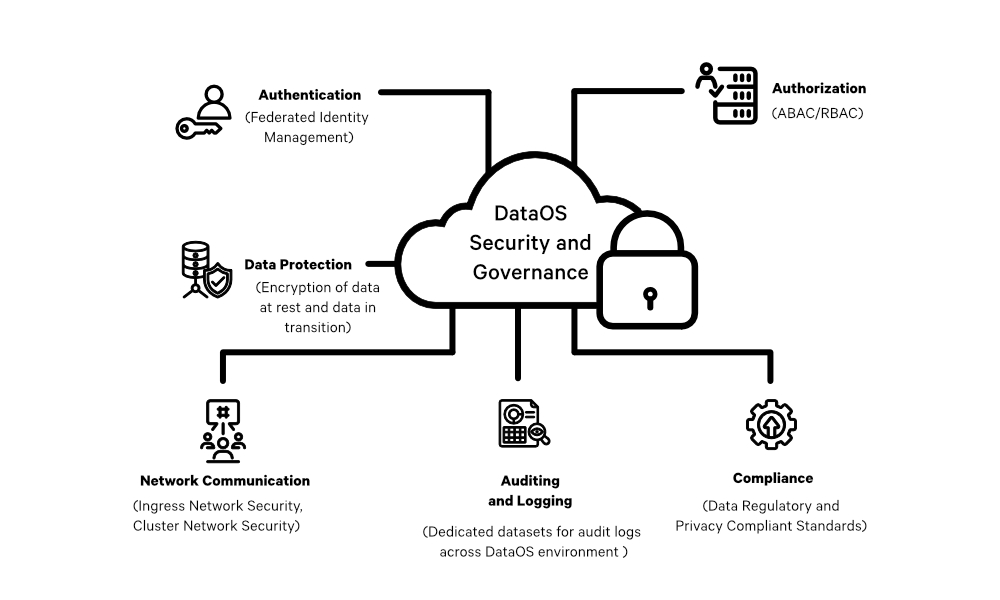 Authentication
(Federated Identity
Management)
Authorization
(ABAC/RBAC)
DataOS
Security and
Governance
Data Protection
(Encryption of data
at rest and data in
transition)
Network Communication
(Ingress Network Security,
Cluster Network Security)
Auditing
and Logging
(Dedicated datasets for audit logs
across DataOS environment )
Compliance
(Data Regulatory and
Privacy Compliant Standards)